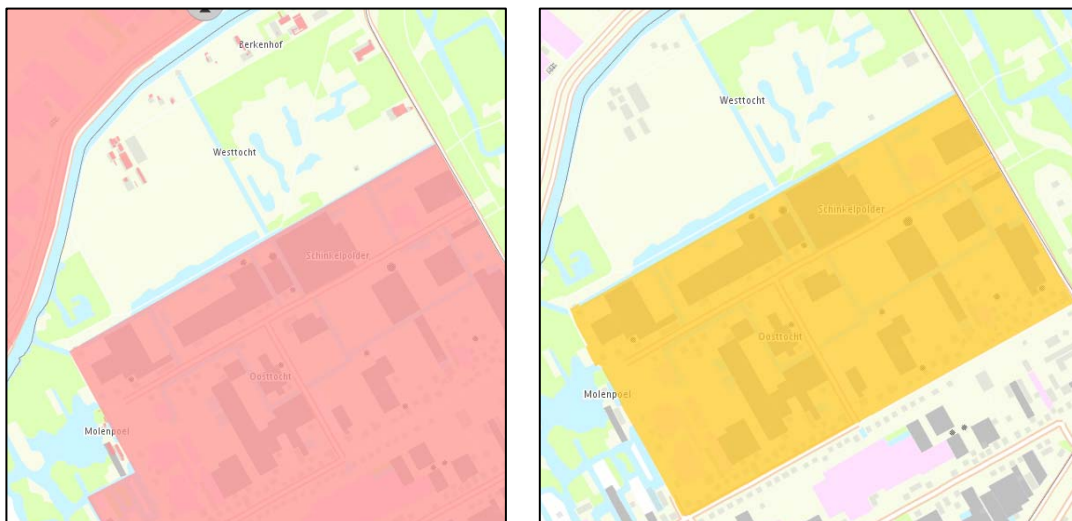 Berkenhof
Westtocht
Schinkelpolder
Oosttocht
Molenpoel
Westtocht
Schinkelpolder
Oosttocht
Molenpoel